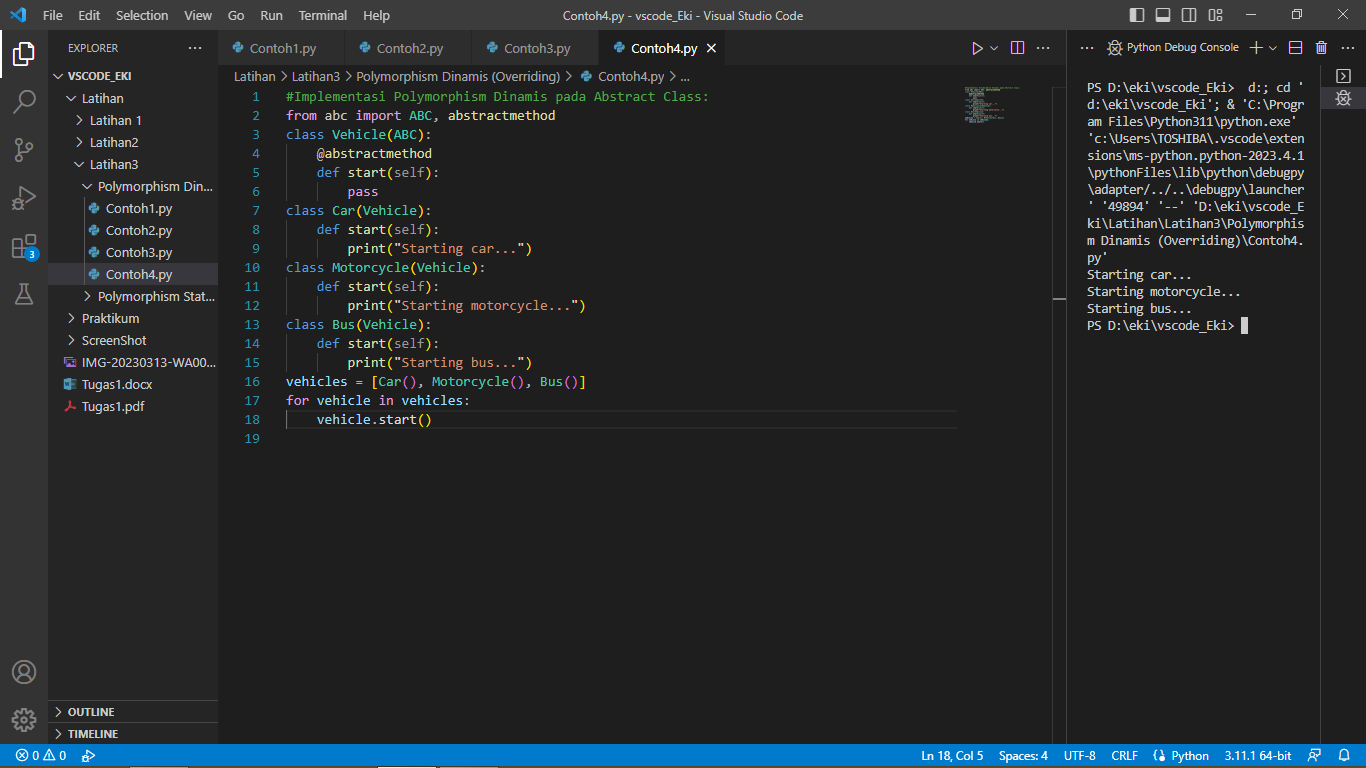 File Edit Selection View Go Run Terminal Help Contoh4.py - vscode_Eki - Visual Studio Code
EXPLORER
VSCODE_EKI
Latihan
Latihan 1
Latihan2
Latihan3
Polymorphism Din...
Contoh1.py
Contoh2.py
Contoh3.py
Contoh4.py
Polymorphism Stat...
Praktikum
ScreenShot
IMG-20230313-WA00...
Tugas1.docx
Tugas1.pdf
OUTLINE
TIMELINE
Contoh1.py Contoh2.py Contoh3.py Contoh4.py
Latihan > Latihan3 > Polymorphism Dinamis (Overriding) > Contoh4.py > ...
1 #Implementasi Polymorphism Dinamis pada Abstract Class:
2 from abc import ABC, abstractmethod
3 class Vehicle(ABC):
4     @abstractmethod
5     def start(self):
6         pass
7 class Car(Vehicle):
8     def start(self):
9         print("Starting car...")
10 class Motorcycle(Vehicle):
11     def start(self):
12         print("Starting motorcycle...")
13 class Bus(Vehicle):
14     def start(self):
15         print("Starting bus...")
16 vehicles = [Car(), Motorcycle(), Bus()]
17 for vehicle in vehicles:
18     vehicle.start()
19
Python Debug Console
PS D:\eki\vscode_Eki>  d:; cd '
d:\eki\vscode_Eki'; & 'C:\Progr
am Files\Python311\python.exe'
'c:\Users\TOSHIBA\.vscode\exten
sions\ms-python.python-2023.4.1
\pythonFiles\lib\python\debugpy
\adapter/../..\debugpy\launcher
' '49894' '--' 'D:\eki\vscode_E
ki\Latihan\Latihan3\Polymorphis
m Dinamis (Overriding)\Contoh4.
py'
Starting car...
Starting motorcycle...
Starting bus...
PS D:\eki\vscode_Eki>
3
0 0 Ln 18, Col 5 Spaces: 4 UTF-8 CRLF Python 3.11.1 64-bit